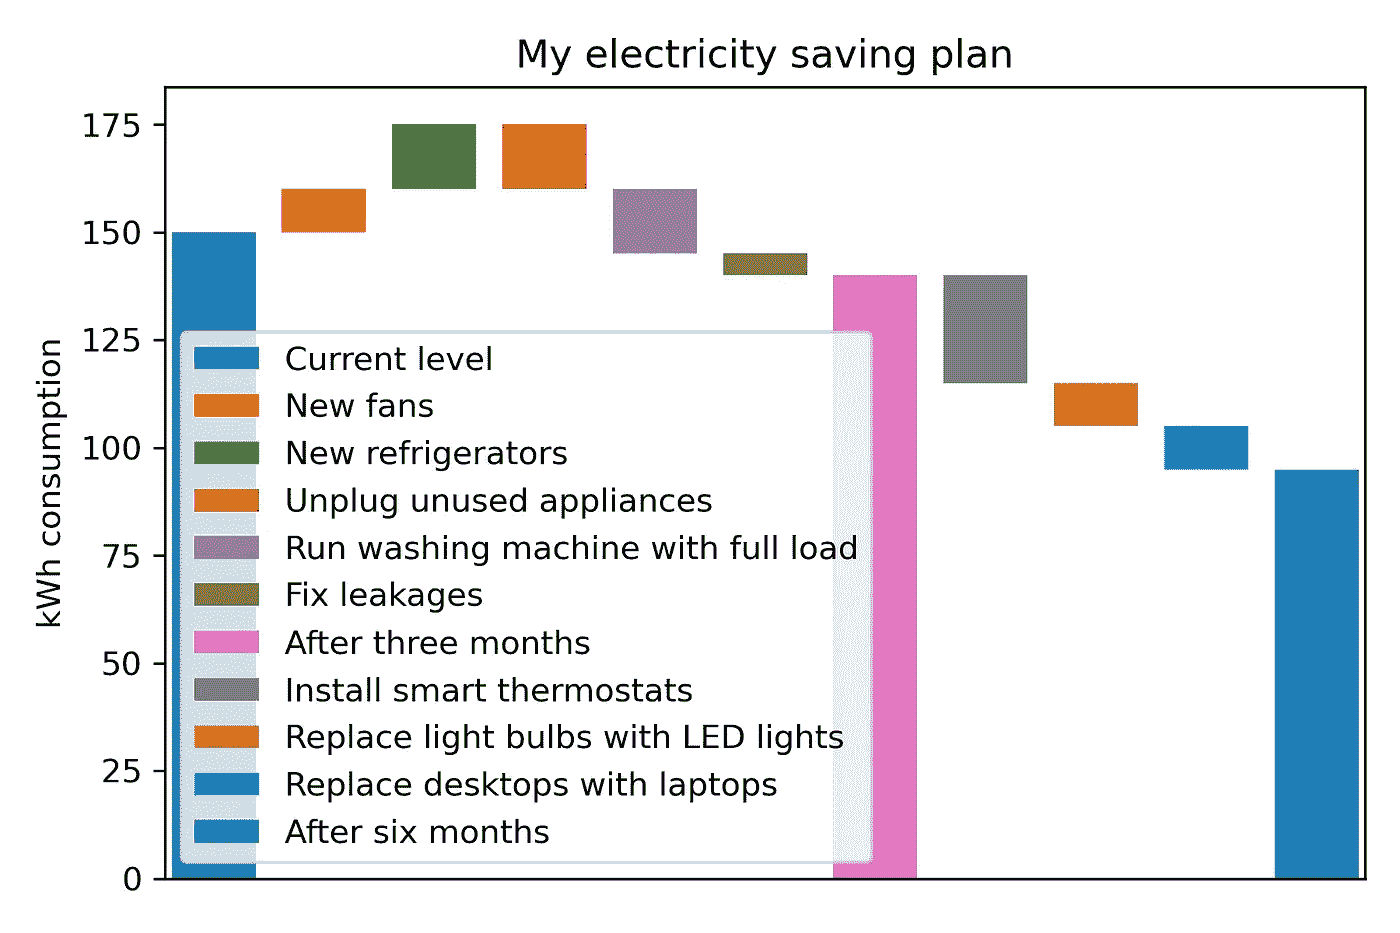 My electricity saving plan
kWh consumption
175
150
125
100
75
50
25
0
Current level
New fans
New refrigerators
Unplug unused appliances
Run washing machine with full load
Fix leakages
After three months
Install smart thermostats
Replace light bulbs with LED lights
Replace desktops with laptops
After six months